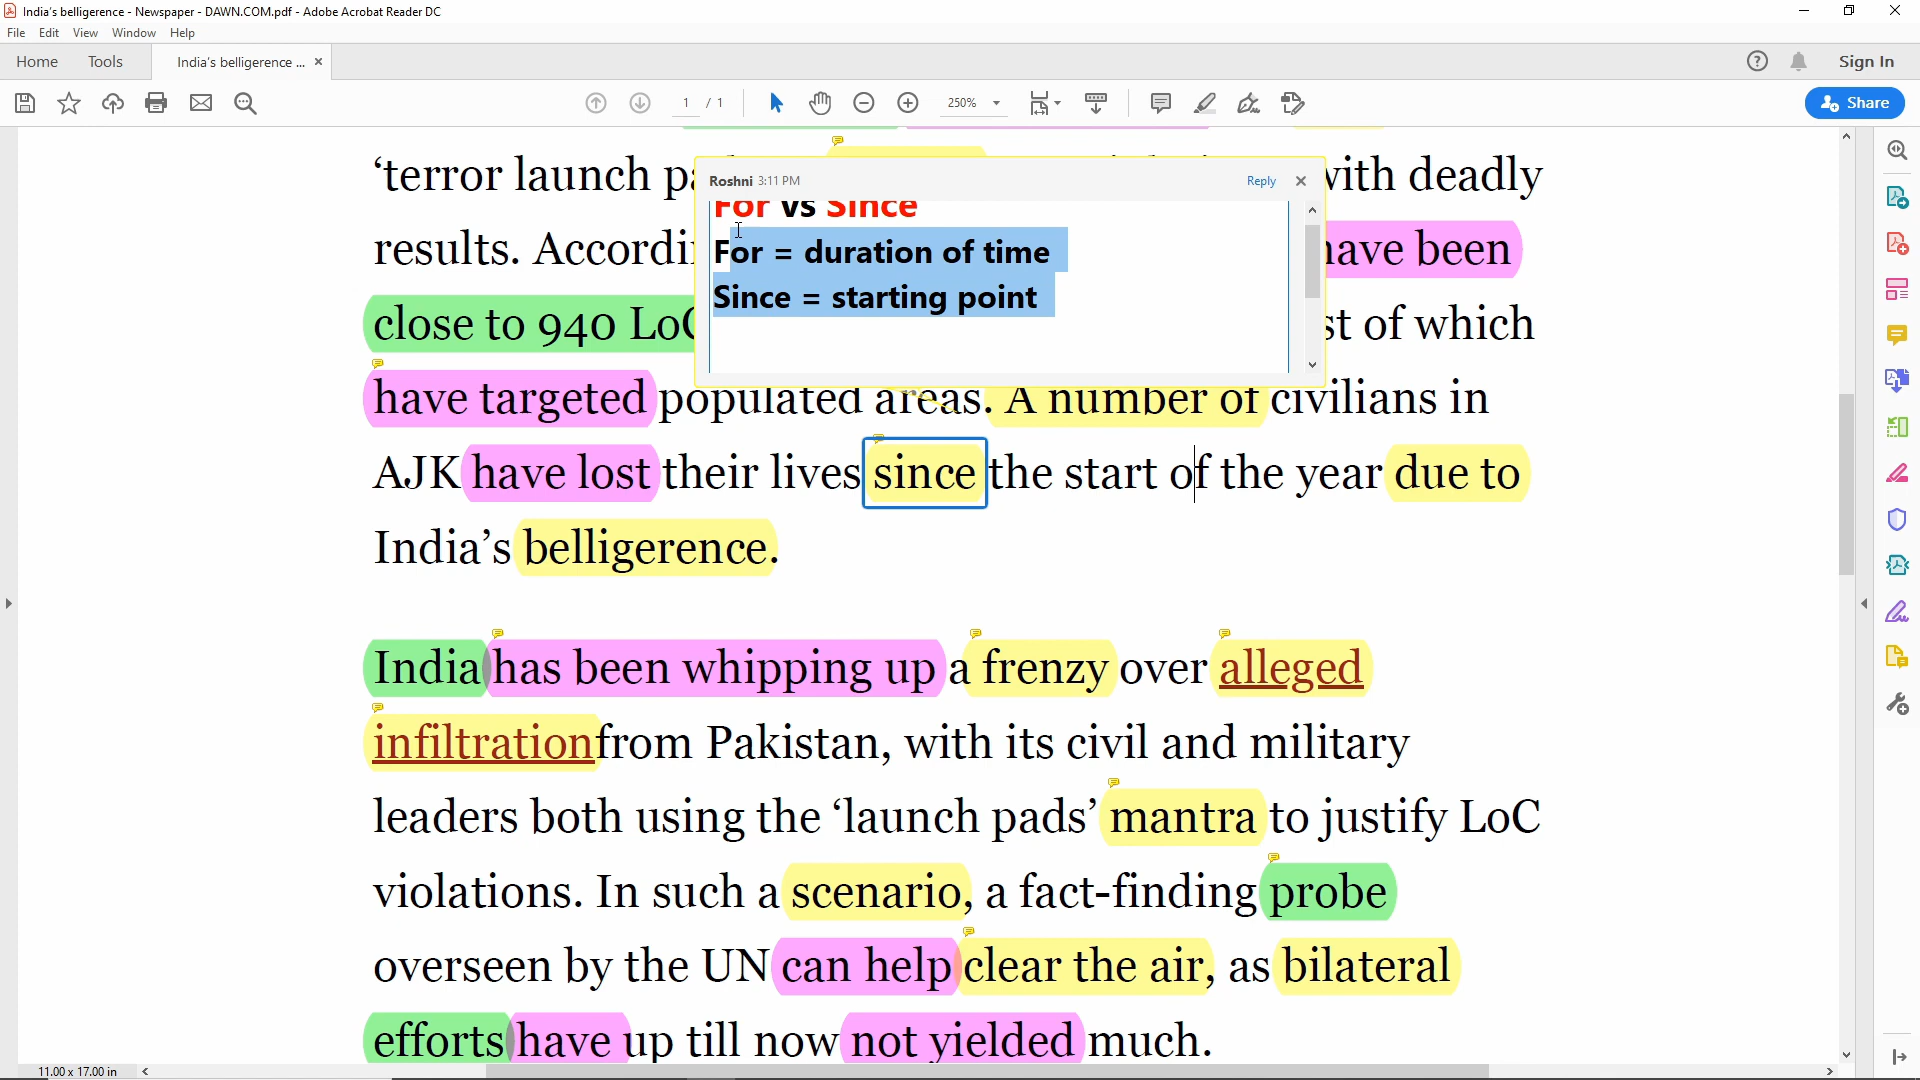 India's belligerence - Newspaper - DAWN.COM.pdf - Adobe Acrobat Reader DC
File Edit View Window Help
Home Tools India's belligerence ... × Sign In
1 / 1 250% Share
‘terror launch with deadly
Roshni 3:11 PM Reply
For vs Since
For = duration of time
Since = starting point
results. have been
close to 940 of which
have targeted populated areas. A number of civilians in
AJK have lost their lives since the start of the year due to
India’s belligerence.
India has been whipping up a frenzy over alleged
infiltration from Pakistan, with its civil and military
leaders both using the ‘launch pads’ mantra to justify LoC
violations. In such a scenario, a fact-finding probe
overseen by the UN can help clear the air, as bilateral
efforts have up till now not yielded much.
11.00 x 17.00 in